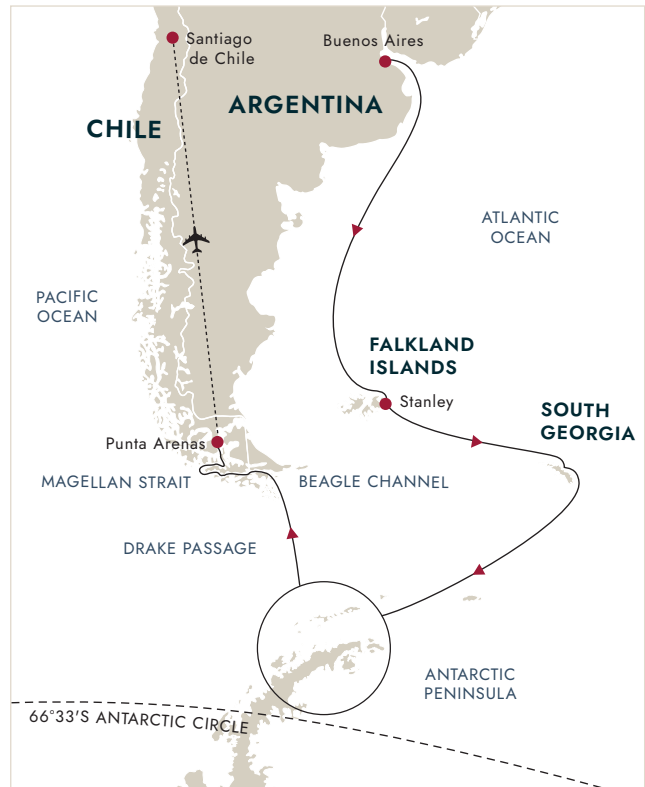 Santiago
de Chile
Buenos Aires
ARGENTINA
CHILE
ATLANTIC
OCEAN
PACIFIC
OCEAN
FALKLAND
ISLANDS
Stanley
SOUTH
GEORGIA
Punta Arenas
MAGELLAN STRAIT
BEAGLE CHANNEL
DRAKE PASSAGE
ANTARCTIC
PENINSULA
66°33'S ANTARCTIC CIRCLE